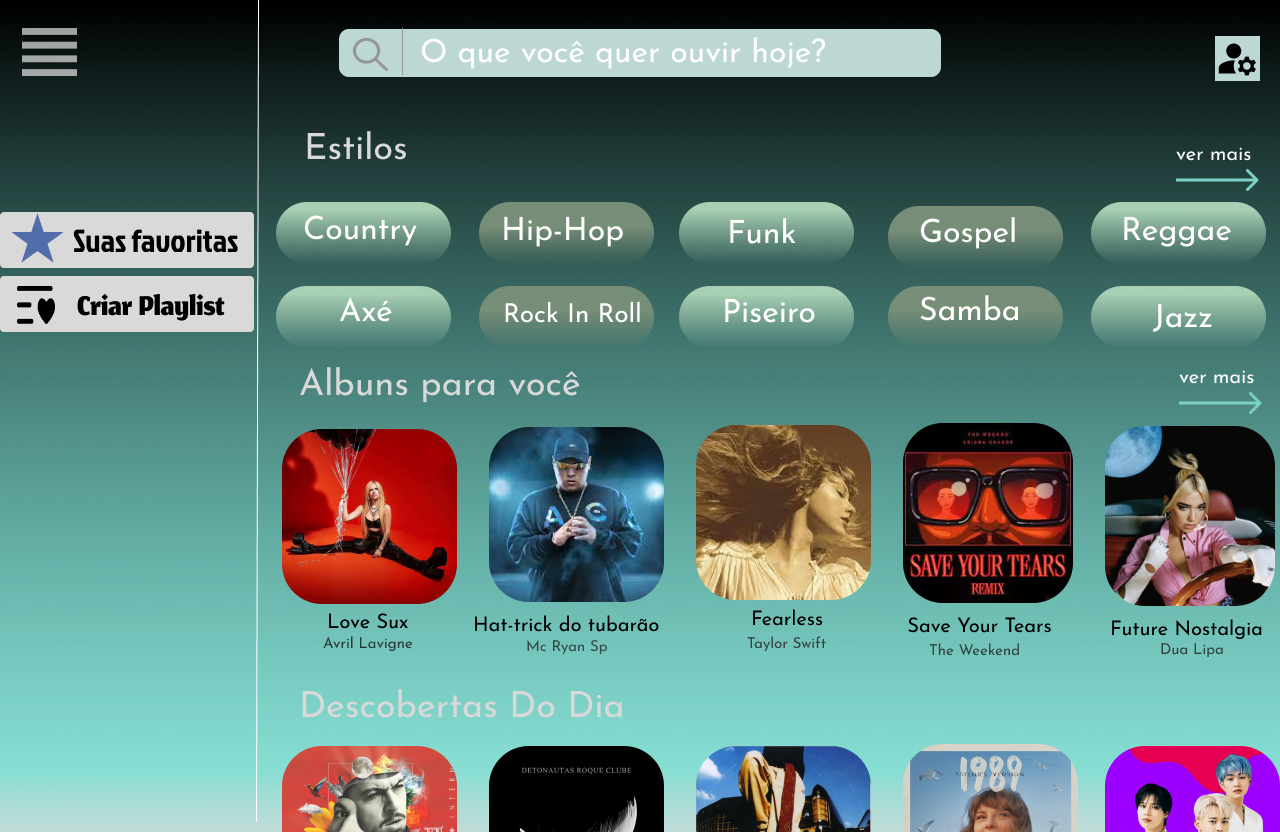 O que você quer ouvir hoje?
Estilos
ver mais
Country
Hip-Hop
Funk
Gospel
Reggae
Suas favoritas
Criar Playlist
Axé
Rock In Roll
Piseiro
Samba
Jazz
Albuns para você
ver mais
THE WEEKND
ARIANA GRANDE
SAVE YOUR TEARS
REMIX
Love Sux
Avril Lavigne
Hat-trick do tubarão
Mc Ryan Sp
Fearless
Taylor Swift
Save Your Tears
The Weekend
Future Nostalgia
Dua Lipa
Descobertas Do Dia
DETONAUTAS ROQUE CLUBE
1989
TAYLOR'S VERSION